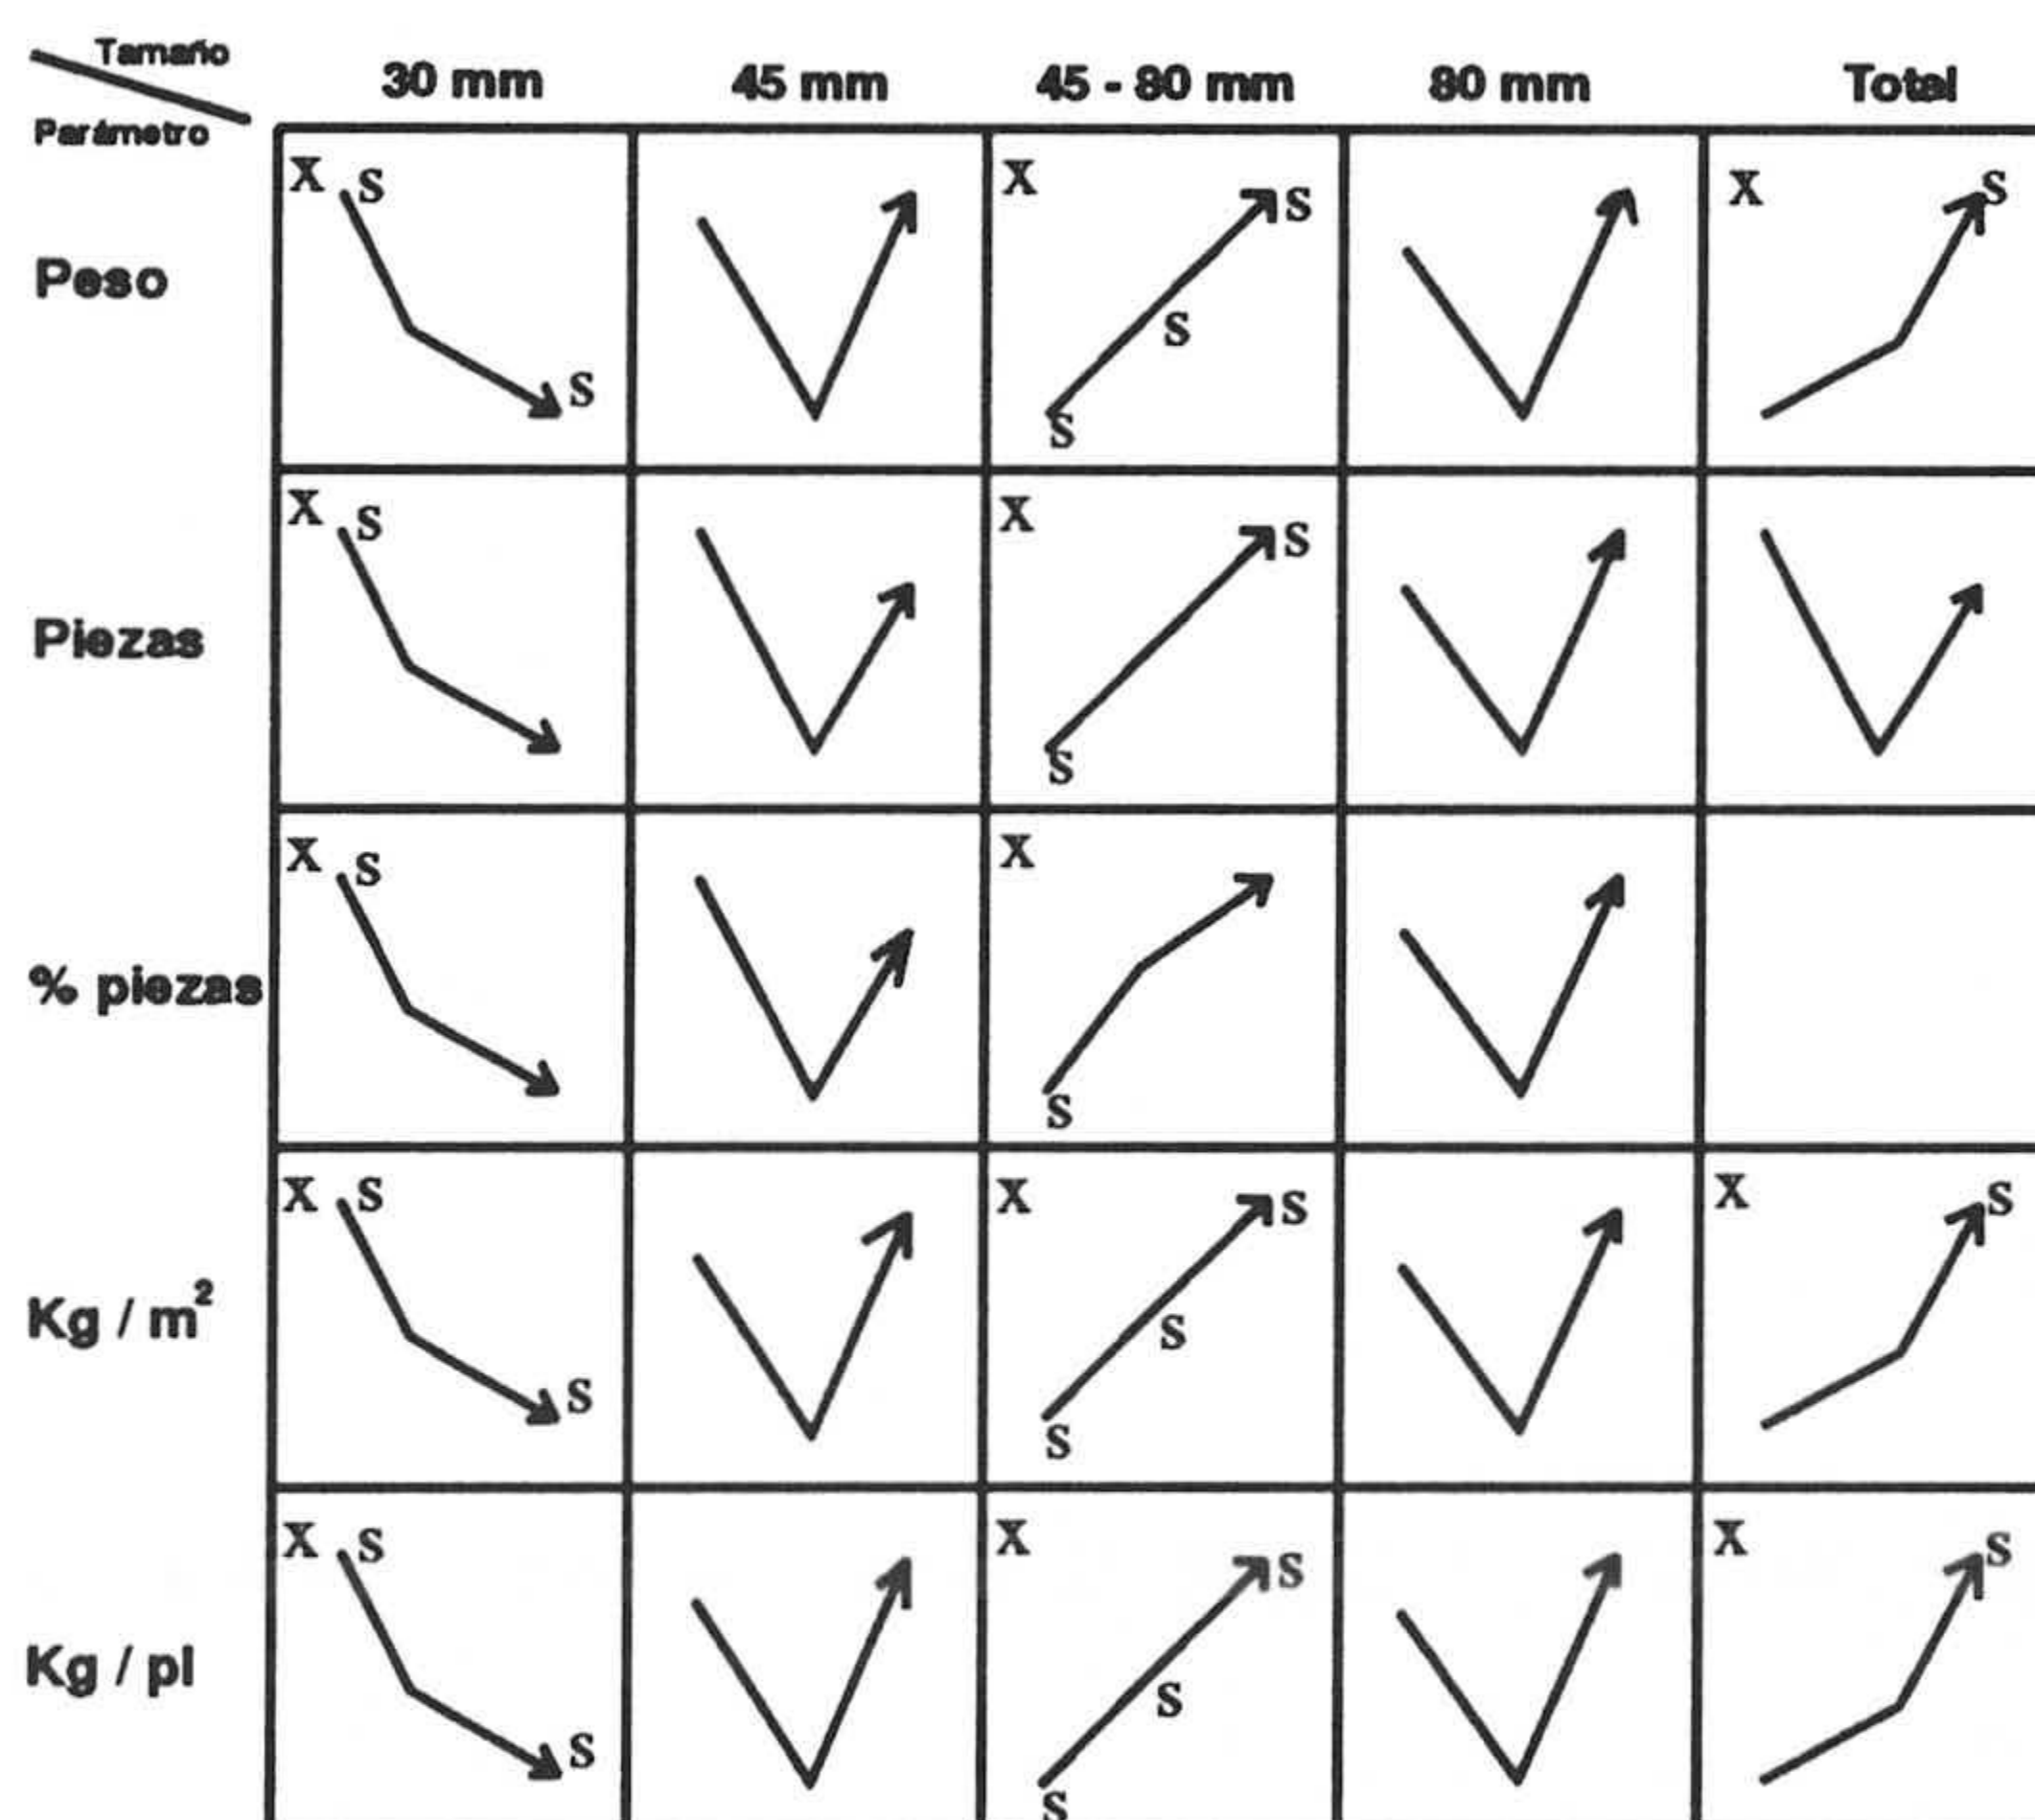 Tamaño
Parámetro
30 mm 45 mm 45 - 80 mm 80 mm Total
X S X S X S
Peso
S
S
S
X S X S
Piezas
S
X S X
% piezas
S
X S X S X S
Kg / m²
S
S
S
X S X S X S
Kg / pl
S
S
S